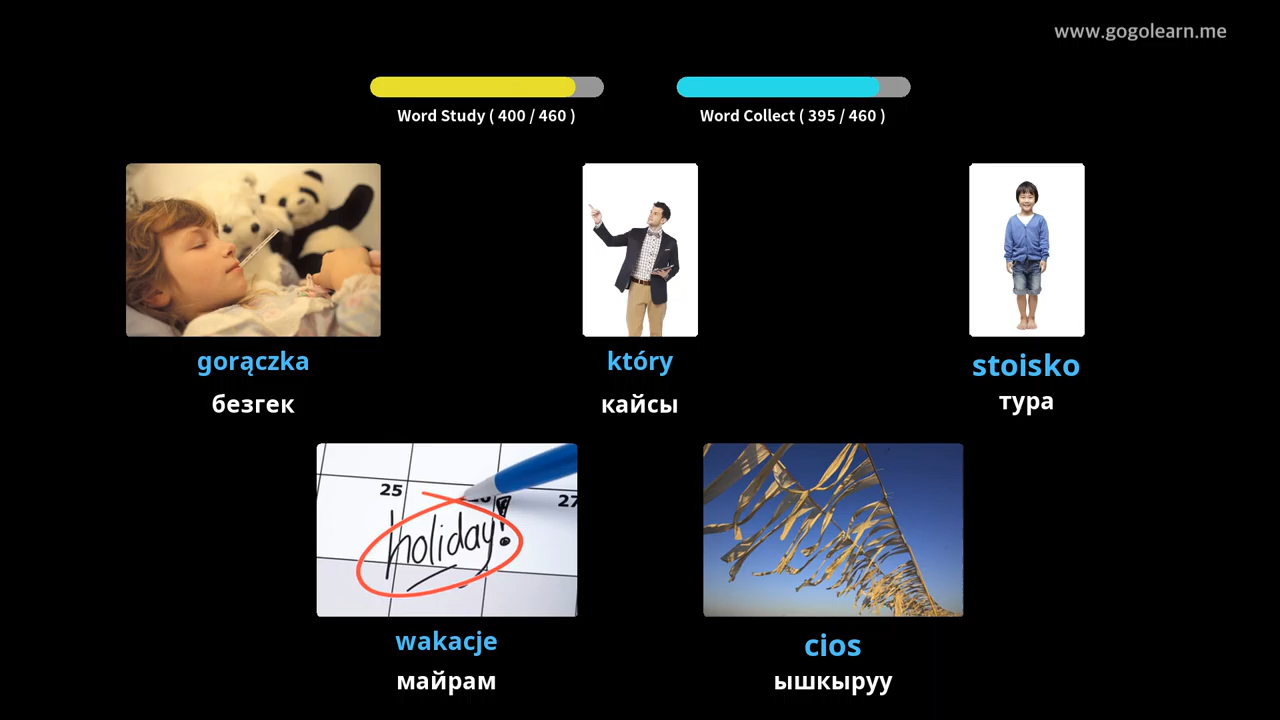 www.gogolearn.me
Word Study ( 400 / 460 )
Word Collect ( 395 / 460 )
gorączka
безгек
który
кайсы
stoisko
тура
25
27
holiday!
wakacje
майрам
cios
ышкыруу